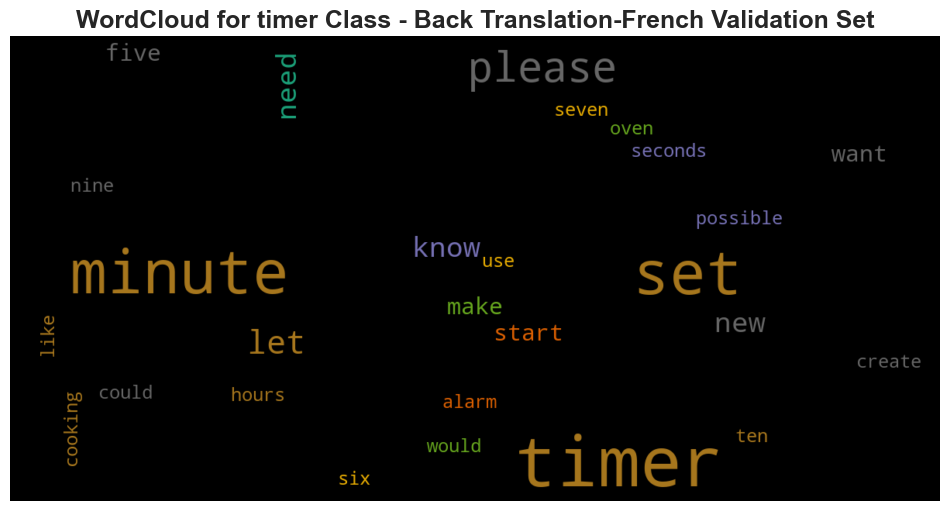 WordCloud for timer Class - Back Translation-French Validation Set
five
need
please
seven
oven
seconds
want
nine
possible
know
use
minute
set
make
start
new
like
let
create
could
hours
alarm
cooking
would
ten
timer
six